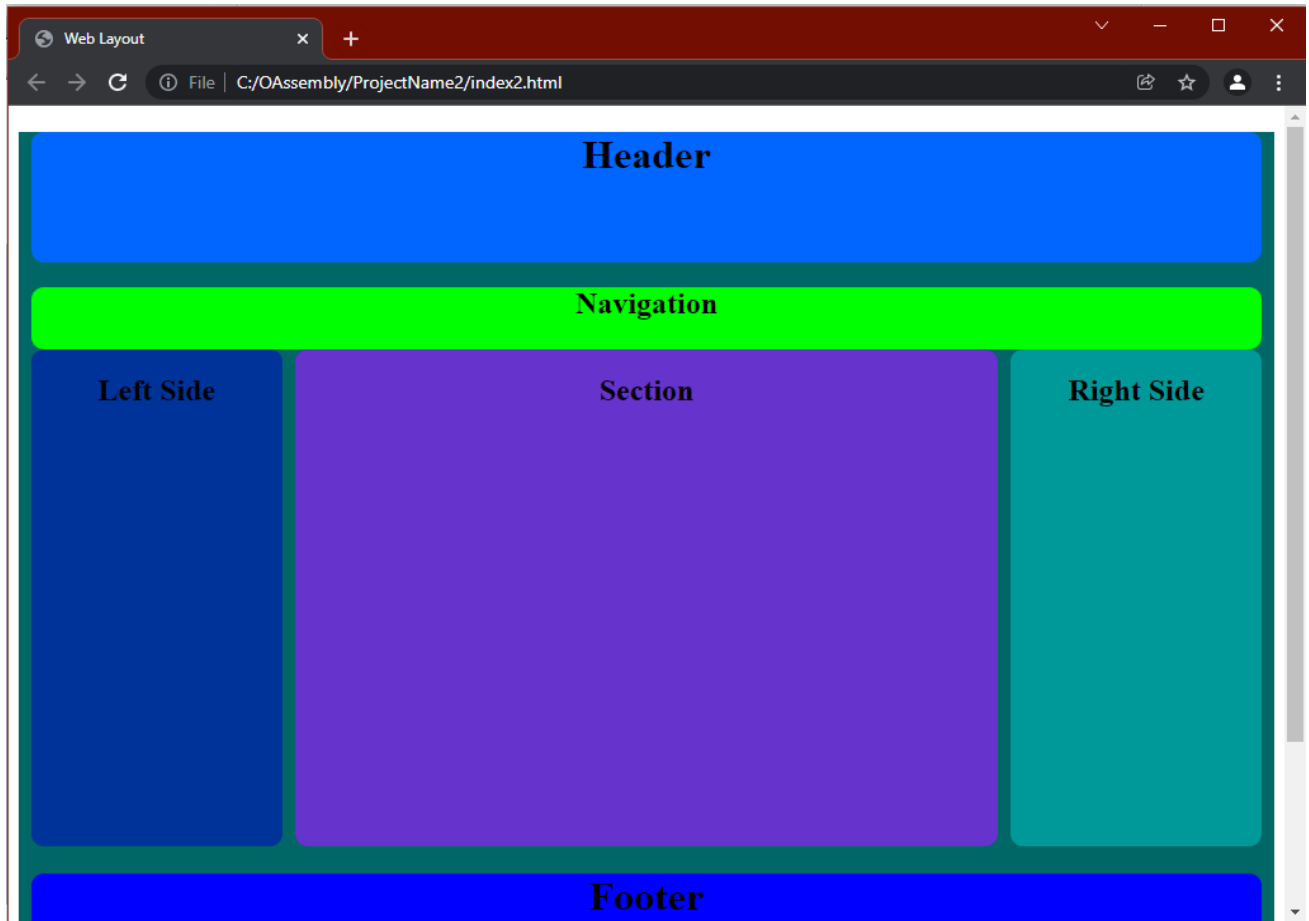 Web Layout
File C:/OAssembly/ProjectName2/index2.html
Header
Navigation
Left Side Section Right Side
Footer